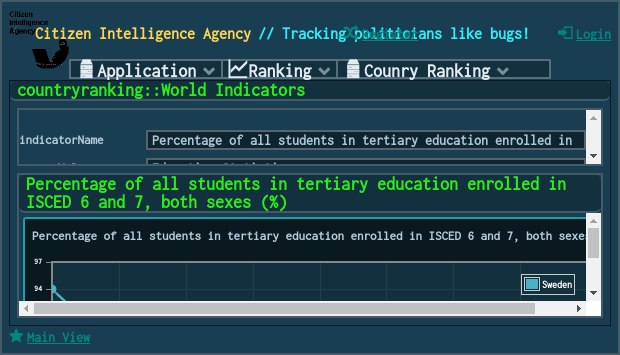 Citizen
Intelligence
Agency
Citizen Intelligence Agency // Tracking politicians like bugs!
Register
Login
Application
Ranking
Counry Ranking
countryranking::World Indicators
indicatorName
Percentage of all students in tertiary education enrolled in
Percentage of all students in tertiary education enrolled in
ISCED 6 and 7, both sexes (%)
Percentage of all students in tertiary education enrolled in ISCED 6 and 7, both sexes
97
94
Sweden
Main View